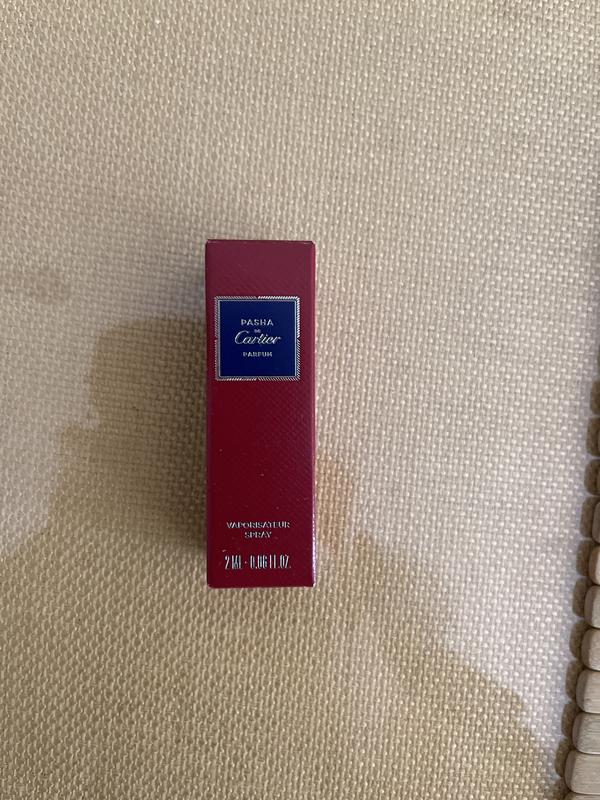 PASHA
DE
Cartier
PARFUM
VAPORISATEUR
SPRAY
2 ML - 0.06 FL.OZ.